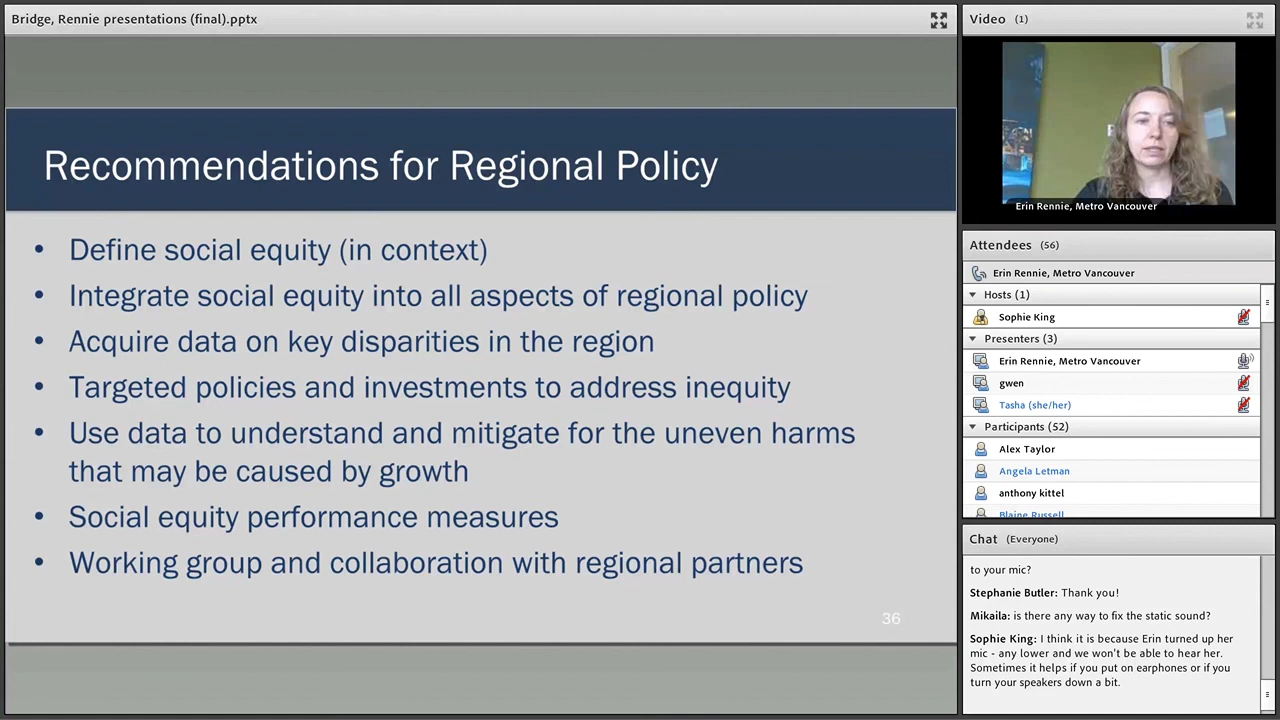 Bridge, Rennie presentations (final).pptx
Recommendations for Regional Policy
• Define social equity (in context)
• Integrate social equity into all aspects of regional policy
• Acquire data on key disparities in the region
• Targeted policies and investments to address inequity
• Use data to understand and mitigate for the uneven harms
that may be caused by growth
• Social equity performance measures
• Working group and collaboration with regional partners
36
Video (1)
Erin Rennie, Metro Vancouver
Attendees (56)
Erin Rennie, Metro Vancouver
Hosts (1)
Sophie King
Presenters (3)
Erin Rennie, Metro Vancouver
gwen
Tasha (she/her)
Participants (52)
Alex Taylor
Angela Letman
anthony kittel
Blaine Russell
Chat (Everyone)
to your mic?
Stephanie Butler: Thank you!
Mikaila: is there any way to fix the static sound?
Sophie King: I think it is because Erin turned up her
mic - any lower and we won't be able to hear her.
Sometimes it helps if you put on earphones or if you
turn your speakers down a bit.